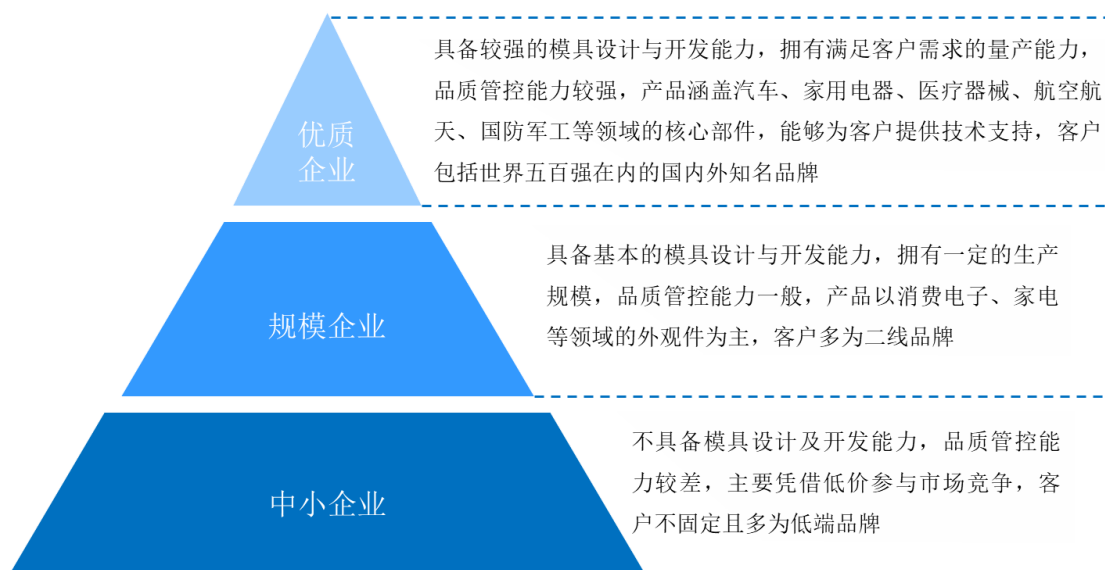 优质
企业
具备较强的模具设计与开发能力，拥有满足客户需求的量产能力，
品质管控能力较强，产品涵盖汽车、家用电器、医疗器械、航空航
天、国防军工等领域的核心部件，能够为客户提供技术支持，客户
包括世界五百强在内的国内外知名品牌
规模企业
具备基本的模具设计与开发能力，拥有一定的生产
规模，品质管控能力一般，产品以消费电子、家电
等领域的外观件为主，客户多为二线品牌
中小企业
不具备模具设计及开发能力，品质管控能
力较差，主要凭借低价参与市场竞争，客
户不固定且多为低端品牌